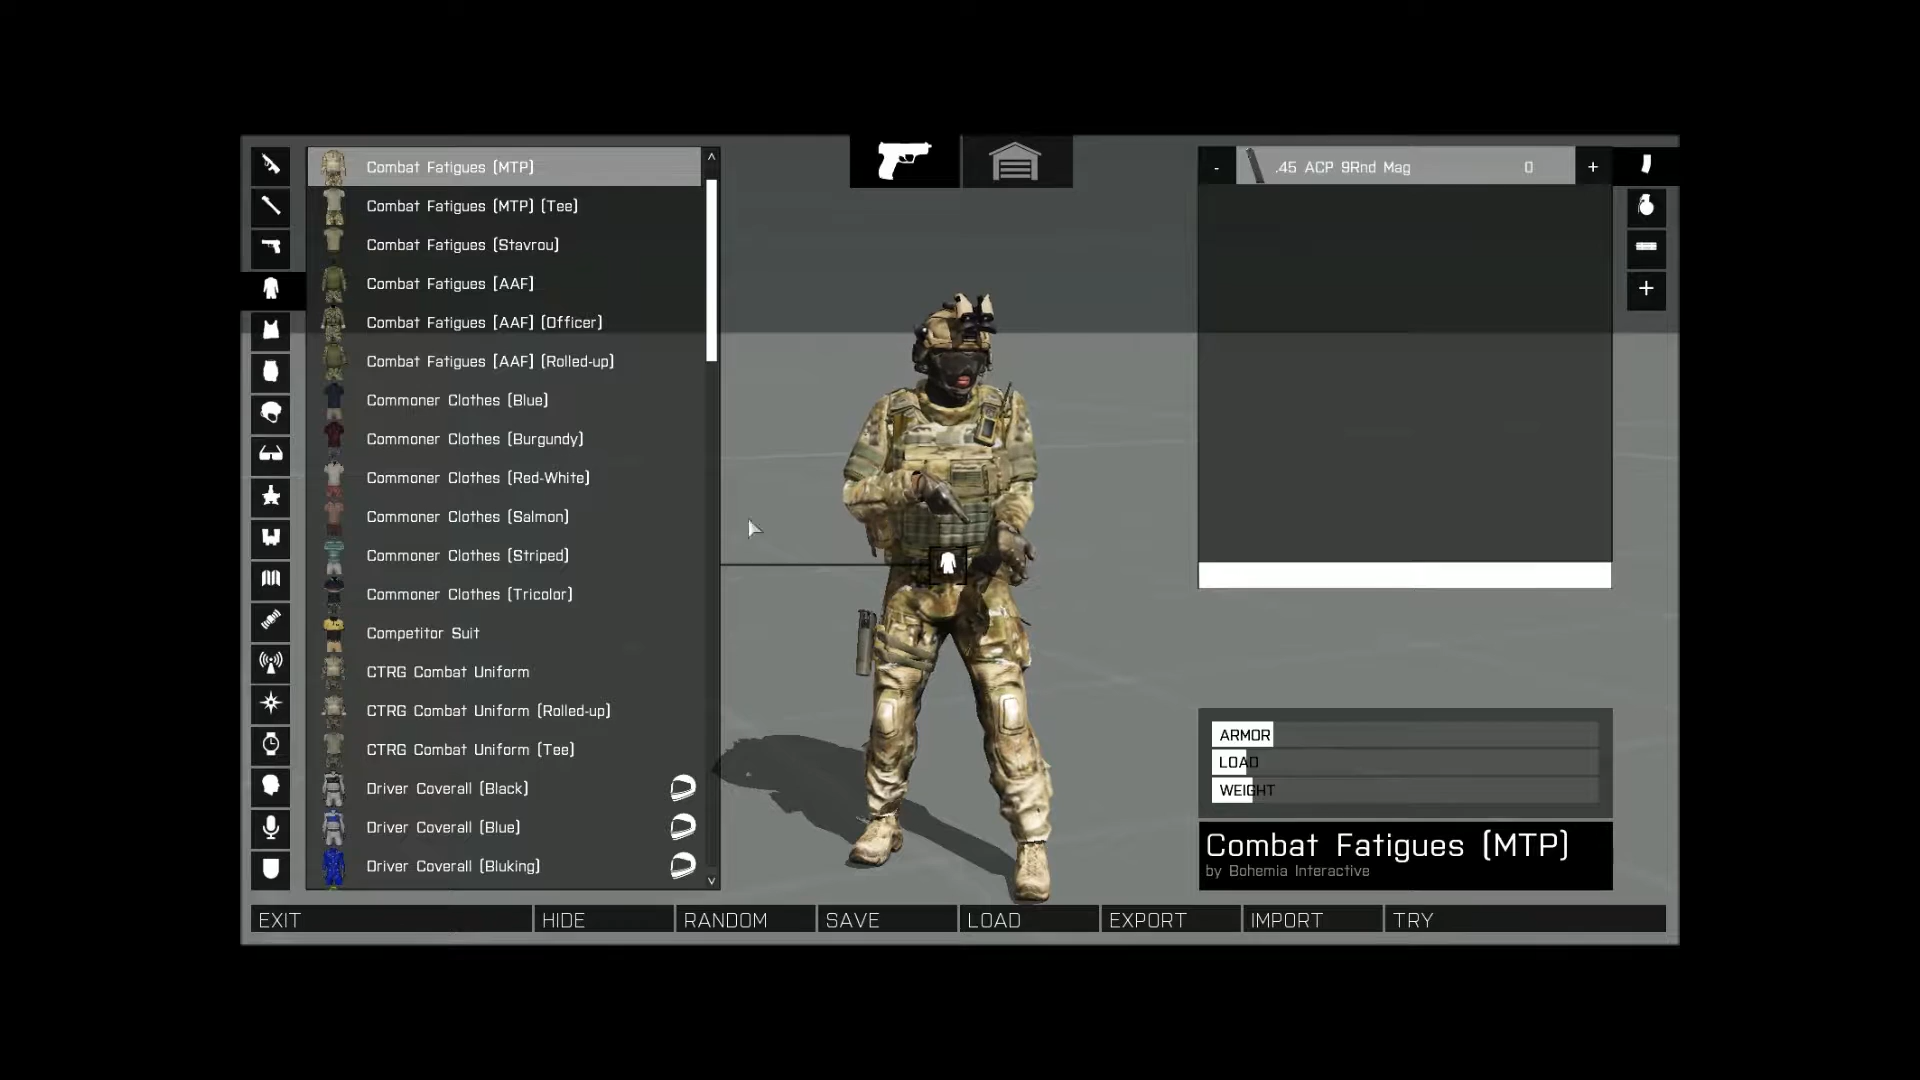 Combat Fatigues (MTP)
Combat Fatigues (MTP) (Tee)
Combat Fatigues (Stavrou)
Combat Fatigues [AAF]
Combat Fatigues [AAF] (Officer)
Combat Fatigues [AAF] (Rolled-up)
Commoner Clothes (Blue)
Commoner Clothes (Burgundy)
Commoner Clothes (Red-White)
Commoner Clothes (Salmon)
Commoner Clothes (Striped)
Commoner Clothes (Tricolor)
Competitor Suit
CTRG Combat Uniform
CTRG Combat Uniform (Rolled-up)
CTRG Combat Uniform (Tee)
Driver Coverall (Black)
Driver Coverall (Blue)
Driver Coverall (Bluking)
- .45 ACP 9Rnd Mag 0 +
ARMOR
LOAD
WEIGHT
Combat Fatigues (MTP)
by Bohemia Interactive
EXIT HIDE RANDOM SAVE LOAD EXPORT IMPORT TRY